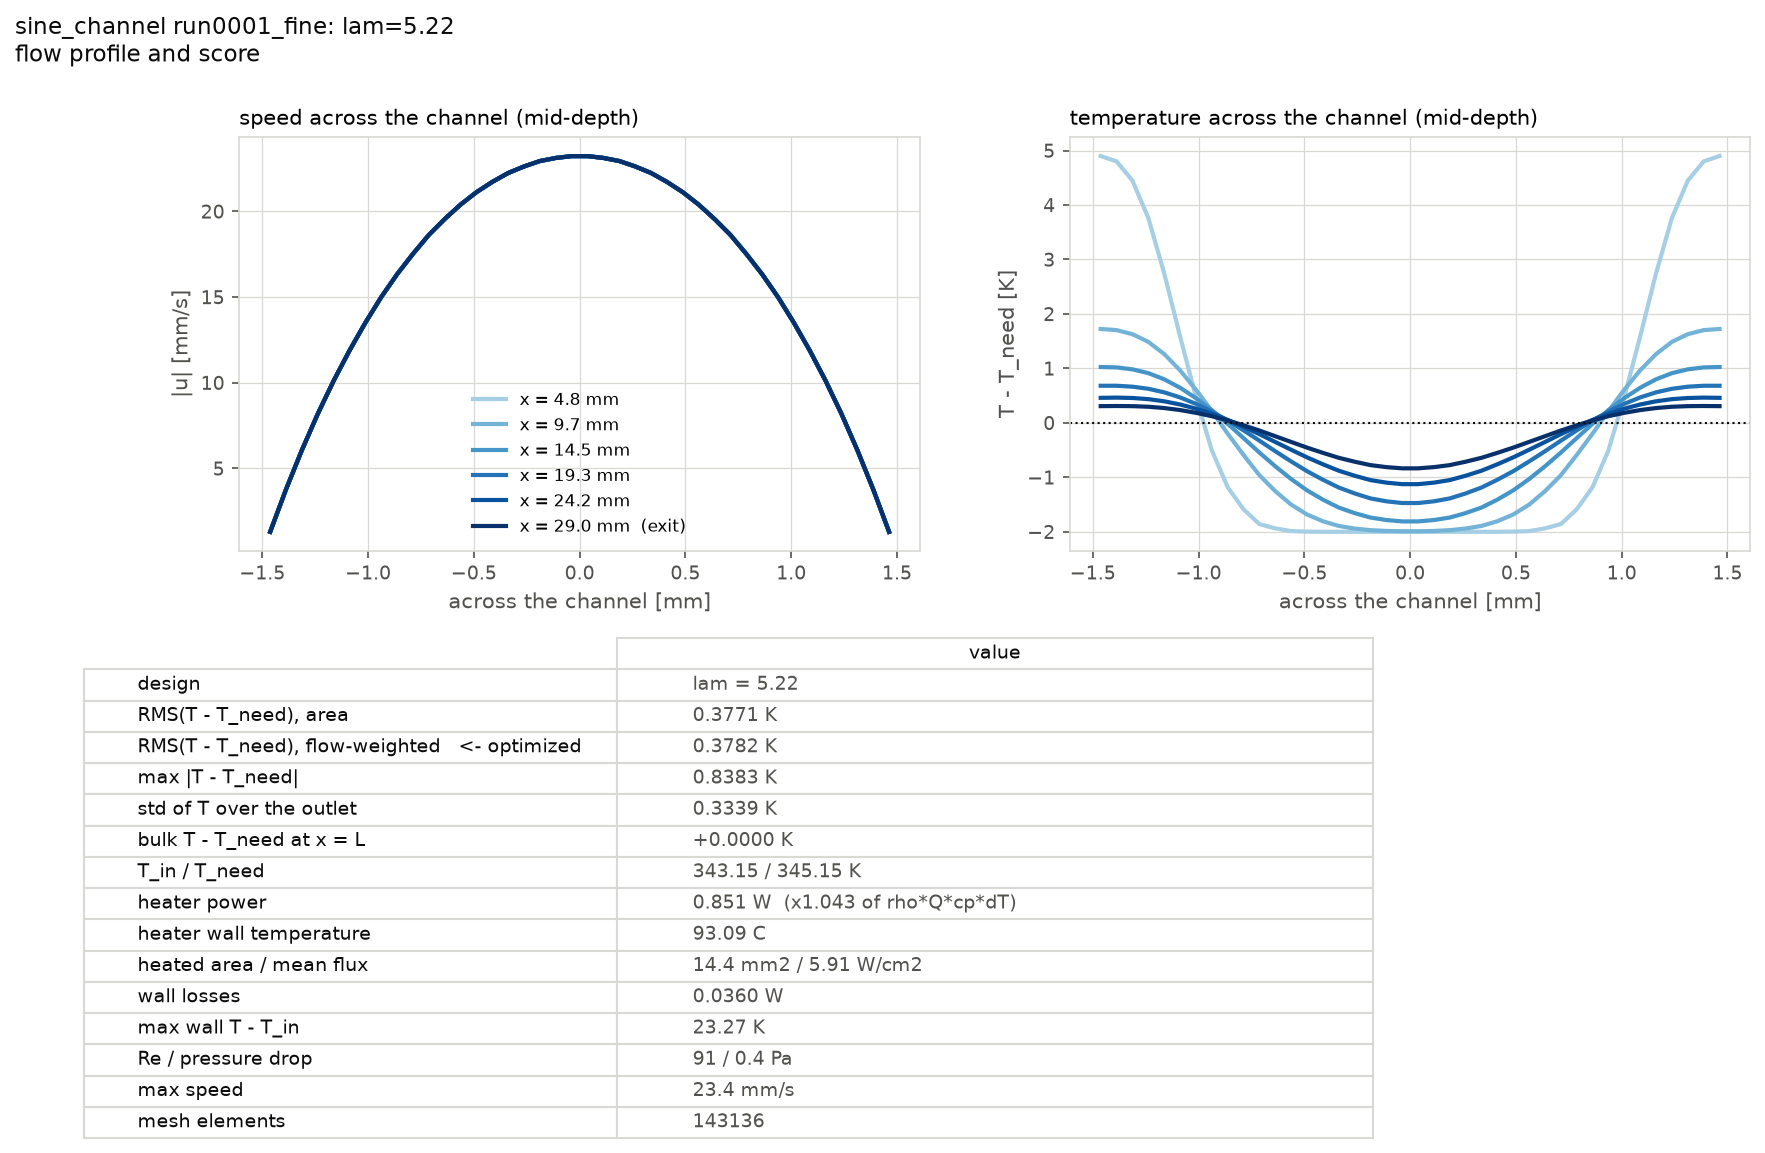 sine_channel run0001_fine: lam=5.22
flow profile and score
speed across the channel (mid-depth)
|u| [mm/s]
20
15
10
5
x = 4.8 mm
x = 9.7 mm
x = 14.5 mm
x = 19.3 mm
x = 24.2 mm
x = 29.0 mm  (exit)
−1.5 −1.0 −0.5 0.0 0.5 1.0 1.5
across the channel [mm]
temperature across the channel (mid-depth)
T - T_need [K]
5
4
3
2
1
0
−1
−2
−1.5 −1.0 −0.5 0.0 0.5 1.0 1.5
across the channel [mm]
value
design lam = 5.22
RMS(T - T_need), area 0.3771 K
RMS(T - T_need), flow-weighted   <- optimized 0.3782 K
max |T - T_need| 0.8383 K
std of T over the outlet 0.3339 K
bulk T - T_need at x = L +0.0000 K
T_in / T_need 343.15 / 345.15 K
heater power 0.851 W  (x1.043 of rho*Q*cp*dT)
heater wall temperature 93.09 C
heated area / mean flux 14.4 mm2 / 5.91 W/cm2
wall losses 0.0360 W
max wall T - T_in 23.27 K
Re / pressure drop 91 / 0.4 Pa
max speed 23.4 mm/s
mesh elements 143136